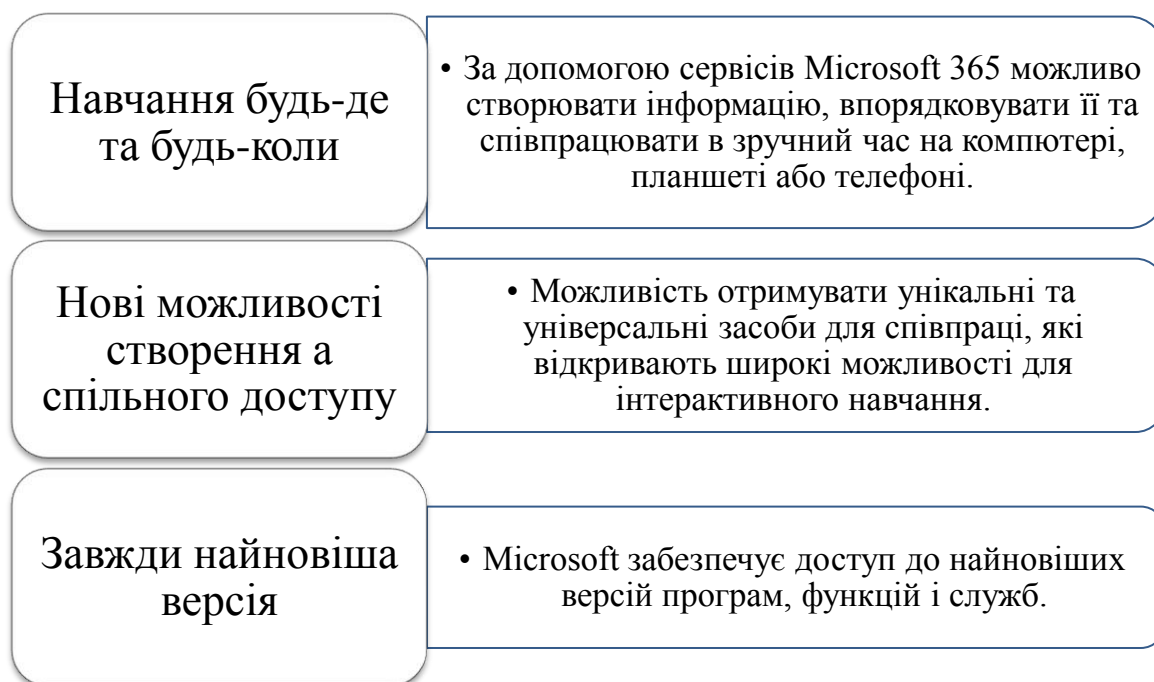 Навчання будь-де
та будь-коли
• За допомогою сервісів Microsoft 365 можливо
створювати інформацію, впорядковувати її та
співпрацювати в зручний час на компютері,
планшеті або телефоні.
Нові можливості
створення а
спільного доступу
• Можливість отримувати унікальні та
універсальні засоби для співпраці, які
відкривають широкі можливості для
інтерактивного навчання.
Завжди найновіша
версія
• Microsoft забезпечує доступ до найновіших
версій програм, функцій і служб.